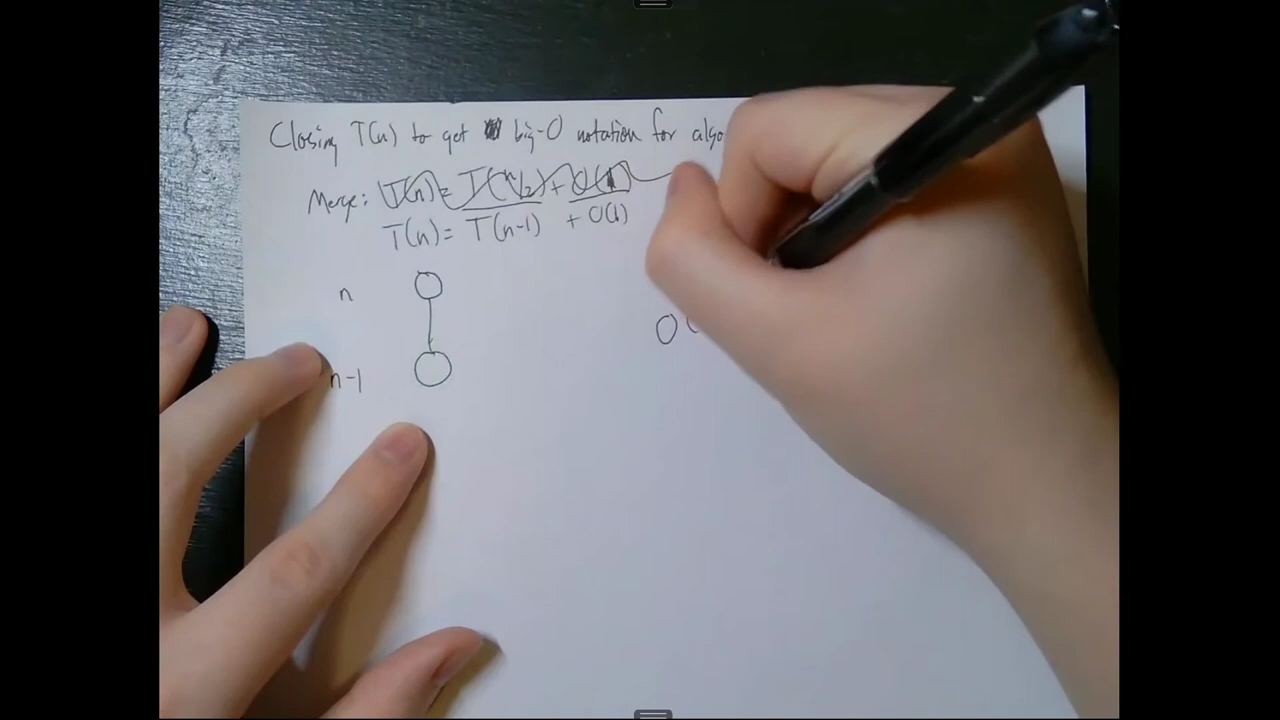 Closing T(n) to get big-O notation for algo
Merge: T(n) = T(n/2) + O(1)
T(n) = T(n-1) + O(1)
n
n-1